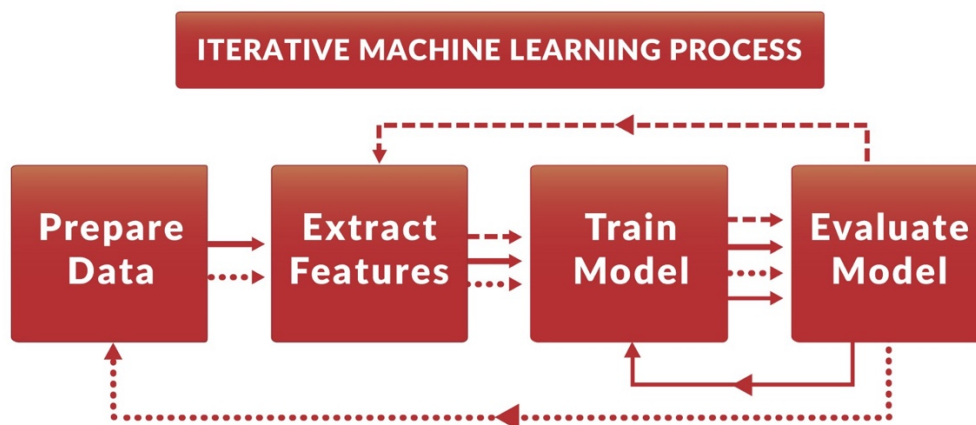 ITERATIVE MACHINE LEARNING PROCESS
Prepare
Data
Extract
Features
Train
Model
Evaluate
Model